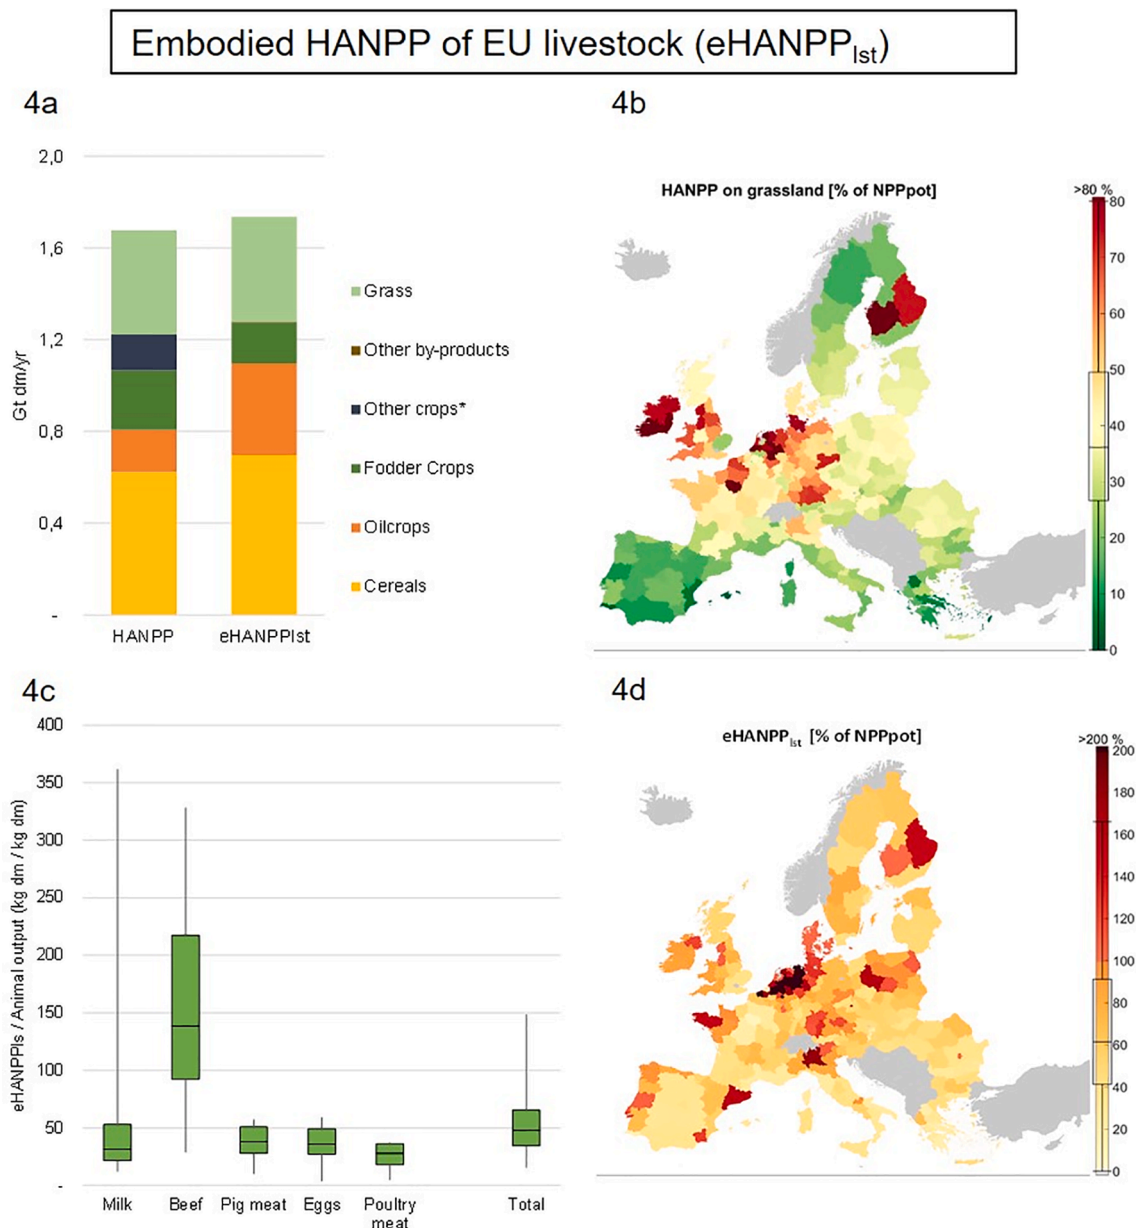 Embodied HANPP of EU livestock (eHANPPlst)
4a
2,0
1,6
1,2
0,8
0,4
-
Gt dm/yr
HANPP
eHANPPlst
Grass
Other by-products
Other crops*
Fodder Crops
Oilcrops
Cereals
4b
HANPP on grassland [% of NPPpot]
>80 %
80
70
60
50
40
30
20
10
0
4c
400
350
300
250
200
150
100
50
-
eHANPPls / Animal output (kg dm / kg dm)
Milk
Beef
Pig meat
Eggs
Poultry
meat
Total
4d
eHANPPlst [% of NPPpot]
>200 %
200
180
160
140
120
100
80
60
40
20
0